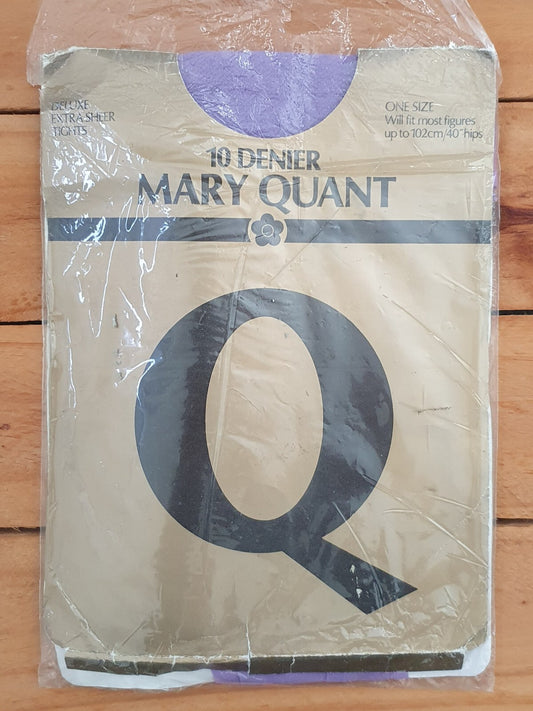 DELUXE
EXTRA SHEER
TIGHTS
ONE SIZE
Will fit most figures
up to 102cm/40" hips
10 DENIER
MARY QUANT
Q